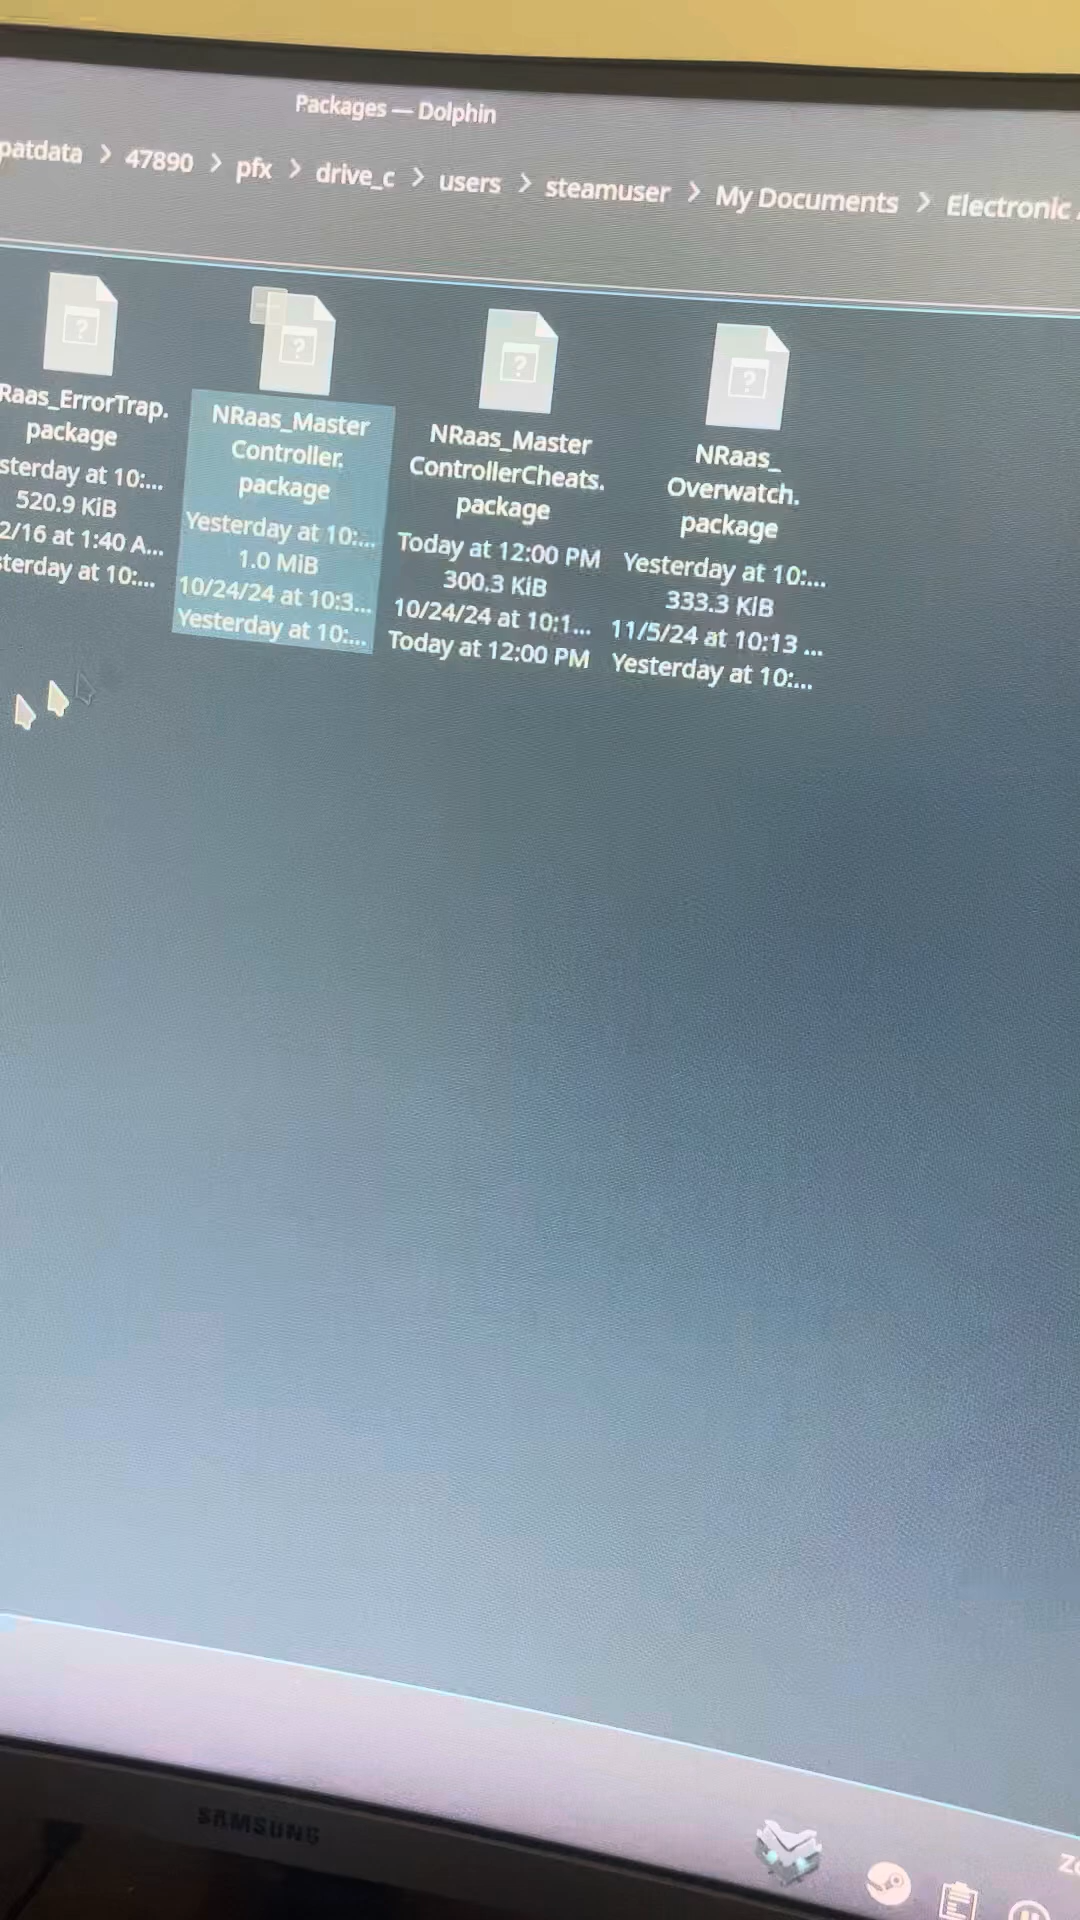 Packages — Dolphin
patdata > 47890 > pfx > drive_c > users > steamuser > My Documents > Electronic
Raas_ErrorTrap.
package
sterday at 10:...
520.9 KiB
2/16 at 1:40 A...
sterday at 10:...
NRaas_Master
Controller.
package
Yesterday at 10:...
1.0 MiB
10/24/24 at 10:3...
Yesterday at 10:...
NRaas_Master
ControllerCheats.
package
Today at 12:00 PM
300.3 KiB
10/24/24 at 10:1...
Today at 12:00 PM
NRaas_
Overwatch.
package
Yesterday at 10:...
333.3 KiB
11/5/24 at 10:13 ...
Yesterday at 10:...
SAMSUNG